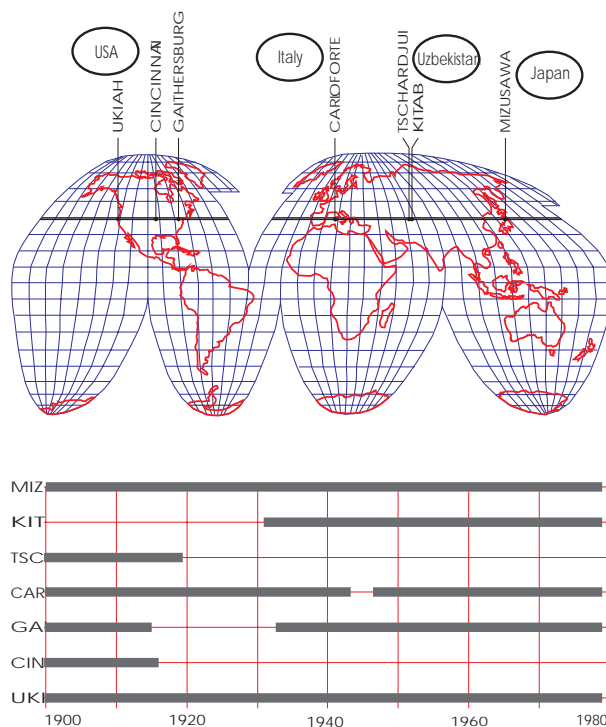 USA
Italy
Uzbekistan
Japan
UKIAH
CINCINNATI
GAITHERSBURG
CARLOFORTE
TSCHARDJUI
KITAB
MIZUSAWA
MIZ
KIT
TSC
CAR
GA
CIN
UKI
1900 1920 1940 1960 1980